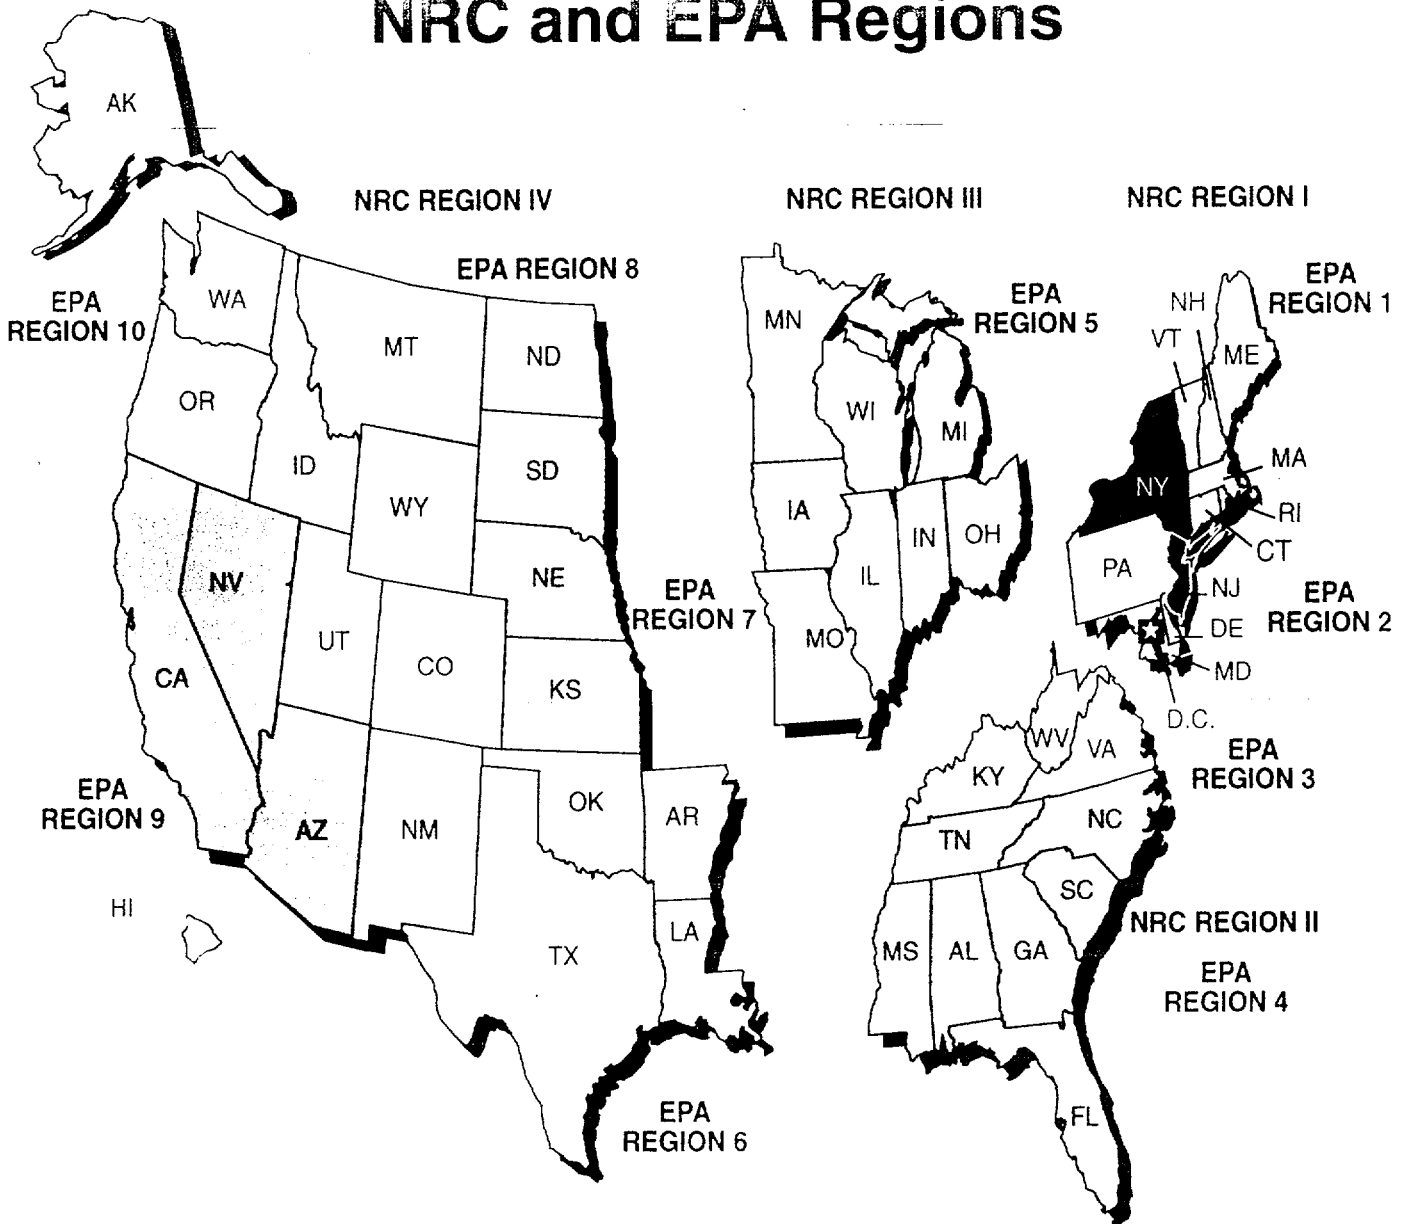 NRC and EPA Regions
AK
NRC REGION IV
NRC REGION III
NRC REGION I
EPA REGION 8
EPA
REGION 10
WA
MT
ND
OR
ID
SD
WY
NV
NE
UT
CO
CA
KS
EPA
REGION 7
EPA
REGION 9
AZ
NM
OK
AR
HI
TX
LA
EPA
REGION 6
MN
EPA
REGION 5
WI
MI
IA
IN
OH
IL
MO
EPA
REGION 1
NH
VT
ME
NY
MA
RI
CT
PA
NJ
EPA
REGION 2
DE
MD
D.C.
WV
VA
KY
EPA
REGION 3
NC
TN
SC
NRC REGION II
MS
AL
GA
EPA
REGION 4
FL